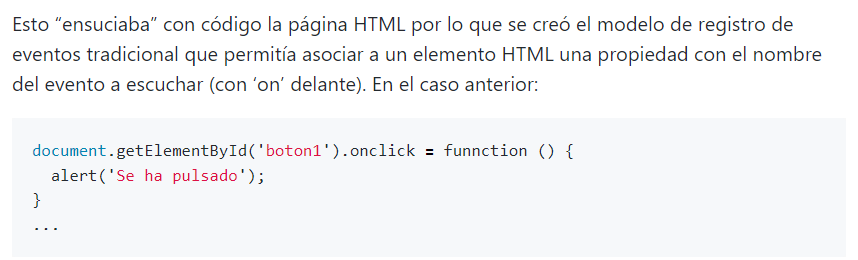 Esto “ensuciaba” con código la página HTML por lo que se creó el modelo de registro de
eventos tradicional que permitía asociar a un elemento HTML una propiedad con el nombre
del evento a escuchar (con ‘on’ delante). En el caso anterior:
document.getElementById('boton1').onclick = funnction () {
  alert('Se ha pulsado');
}
...